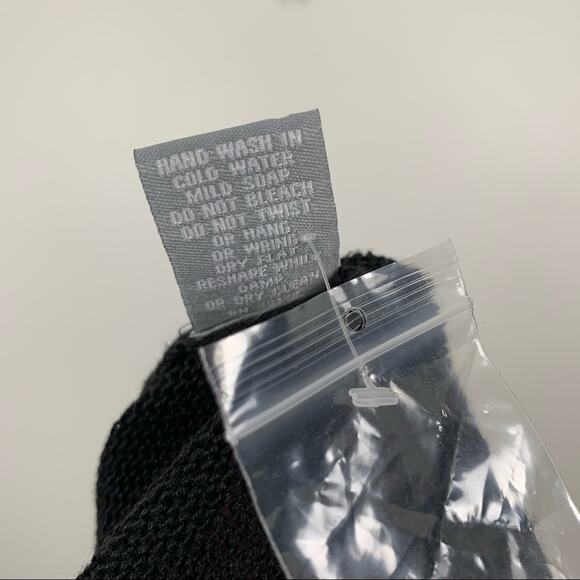 HAND-WASH IN
COLD WATER
MILD SOAP
DO NOT BLEACH
DO NOT TWIST
OR HANG
OR WRING
DRY FLAT
RESHAPE WHILE
DAMP
OR DRY CLEAN